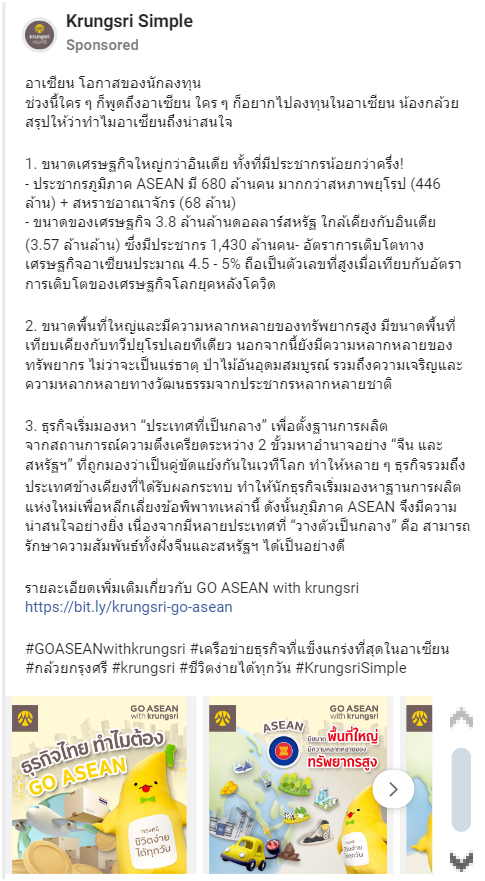 Krungsri Simple
Sponsored
อาเซียน โอกาสของนักลงทุน
ช่วงนี้ใคร ๆ ก็พูดถึงอาเซียน ใคร ๆ ก็อยากไปลงทุนในอาเซียน น้องกล้วย
สรุปให้ว่าทำไมอาเซียนถึงน่าสนใจ
1. ขนาดเศรษฐกิจใหญ่กว่าอินเดีย ทั้งที่มีประชากรน้อยกว่าครึ่ง!
- ประชากรภูมิภาค ASEAN มี 680 ล้านคน มากกว่าสหภาพยุโรป (446
ล้าน) + สหราชอาณาจักร (68 ล้าน)
- ขนาดของเศรษฐกิจ 3.8 ล้านล้านดอลลาร์สหรัฐ ใกล้เคียงกับอินเดีย
(3.57 ล้านล้าน) ซึ่งมีประชากร 1,430 ล้านคน- อัตราการเติบโตทาง
เศรษฐกิจอาเซียนประมาณ 4.5 - 5% ถือเป็นตัวเลขที่สูงเมื่อเทียบกับอัตรา
การเติบโตของเศรษฐกิจโลกยุคหลังโควิด
2. ขนาดพื้นที่ใหญ่และมีความหลากหลายของทรัพยากรสูง มีขนาดพื้นที่
เทียบเคียงกับทวีปยุโรปเลยทีเดียว นอกจากนี้ยังมีความหลากหลายของ
ทรัพยากร ไม่ว่าจะเป็นแร่ธาตุ ป่าไม้อันอุดมสมบูรณ์ รวมถึงความเจริญและ
ความหลากหลายทางวัฒนธรรมจากประชากรหลากหลายชาติ
3. ธุรกิจเริ่มมองหา “ประเทศที่เป็นกลาง” เพื่อตั้งฐานการผลิต
จากสถานการณ์ความตึงเครียดระหว่าง 2 ขั้วมหาอำนาจอย่าง “จีน และ
สหรัฐฯ” ที่ถูกมองว่าเป็นคู่ขัดแย้งกันในเวทีโลก ทำให้หลาย ๆ ธุรกิจรวมถึง
ประเทศข้างเคียงที่ได้รับผลกระทบ ทำให้นักธุรกิจเริ่มมองหาฐานการผลิต
แห่งใหม่เพื่อหลีกเลี่ยงข้อพิพาทเหล่านี้ ดังนั้นภูมิภาค ASEAN จึงมีความ
น่าสนใจอย่างยิ่ง เนื่องจากมีหลายประเทศที่ “วางตัวเป็นกลาง” คือ สามารถ
รักษาความสัมพันธ์ทั้งฝั่งจีนและสหรัฐฯ ได้เป็นอย่างดี
รายละเอียดเพิ่มเติมเกี่ยวกับ GO ASEAN with krungsri
https://bit.ly/krungsri-go-asean
#GOASEANwithkrungsri #เครือข่ายธุรกิจที่แข็งแกร่งที่สุดในอาเซียน
#กล้วยกรุงศรี #krungsri #ชีวิตง่ายได้ทุกวัน #KrungsriSimple
GO ASEAN
with krungsri
ธุรกิจไทย ทำไมต้อง
GO ASEAN
กรุงศรี
ชีวิตง่าย
ได้ทุกวัน
GO ASEAN
with krungsri
ASEAN
มีขนาด พื้นที่ใหญ่
มีความหลากหลายของ
ทรัพยากรสูง
กรุงศรี
ชีวิตง่าย
ได้ทุกวัน